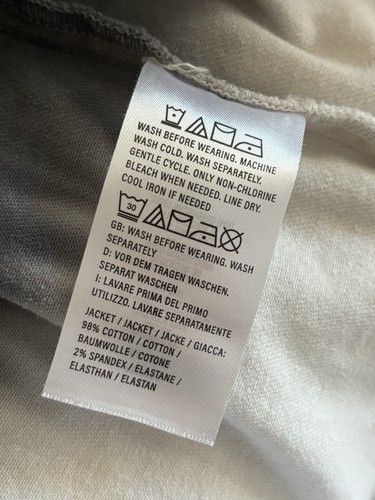 WASH BEFORE WEARING. MACHINE
WASH COLD. WASH SEPARATELY.
GENTLE CYCLE. ONLY NON-CHLORINE
BLEACH WHEN NEEDED. LINE DRY.
COOL IRON IF NEEDED
30
GB: WASH BEFORE WEARING. WASH
SEPARATELY
D: VOR DEM TRAGEN WASCHEN.
SEPARAT WASCHEN
I: LAVARE PRIMA DEL PRIMO
UTILIZZO. LAVARE SEPARATAMENTE
JACKET / JACKET / JACKE / GIACCA:
98% COTTON / COTTON /
BAUMWOLLE / COTONE
2% SPANDEX / ELASTANE /
ELASTHAN / ELASTAN